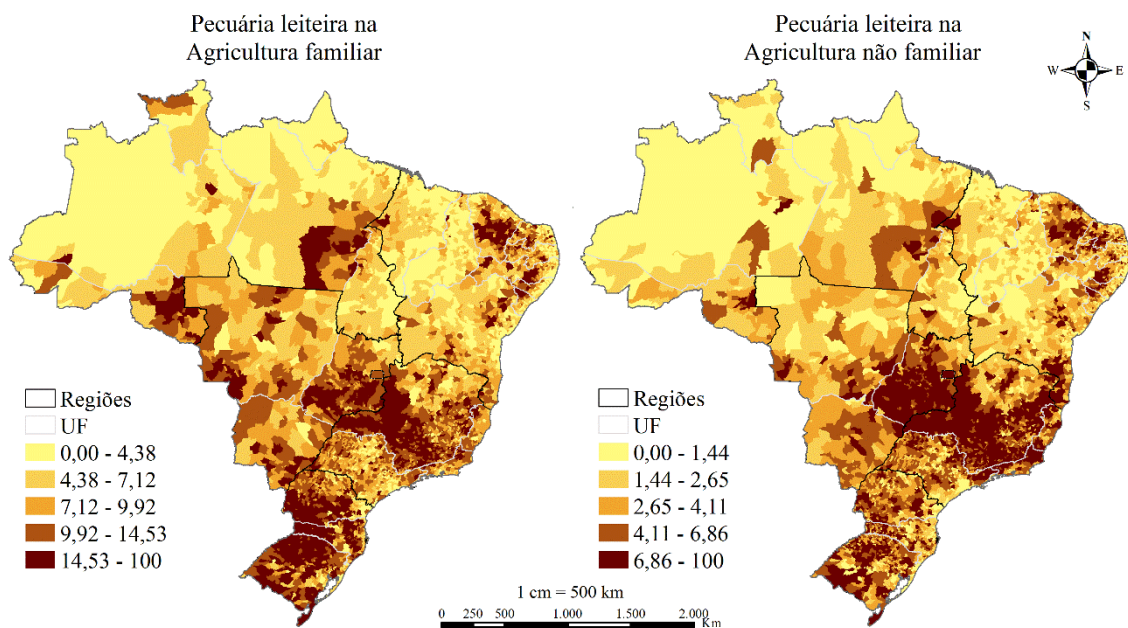 Pecuária leiteira na
Agricultura familiar
Pecuária leiteira na
Agricultura não familiar
N
W E
S
Regiões
UF
0,00 - 4,38
4,38 - 7,12
7,12 - 9,92
9,92 - 14,53
14,53 - 100
Regiões
UF
0,00 - 1,44
1,44 - 2,65
2,65 - 4,11
4,11 - 6,86
6,86 - 100
1 cm = 500 km
0 250 500 1.000 1.500 2.000
Km